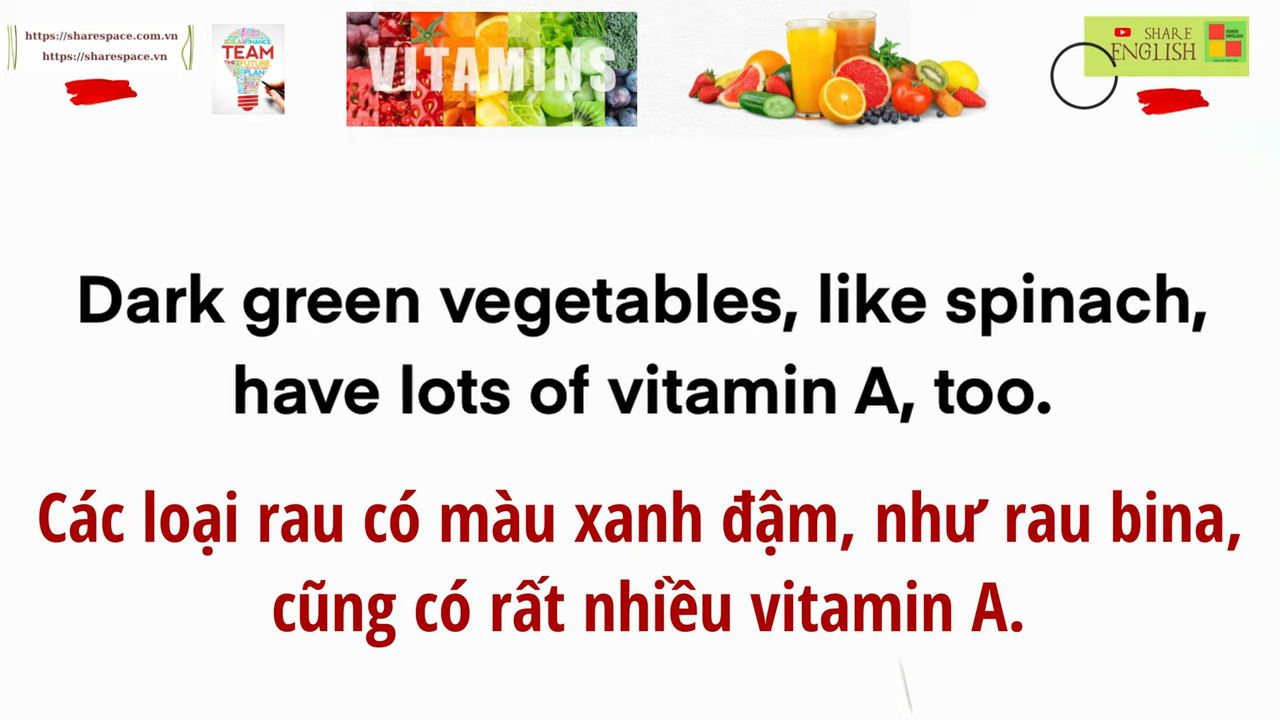 https://sharespace.com.vn
https://sharespace.vn
TEAM
PLAN
VITAMINS
SHARE
ENGLISH
Dark green vegetables, like spinach,
have lots of vitamin A, too.
Các loại rau có màu xanh đậm, như rau bina,
cũng có rất nhiều vitamin A.